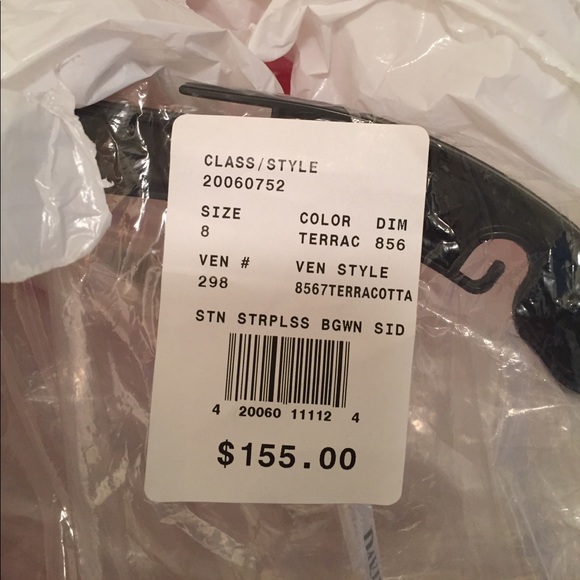 CLASS/STYLE
20060752
SIZE COLOR DIM
8 TERRAC 856
VEN # VEN STYLE
298 8567TERRACOTTA
STN STRPLSS BGWN SID
4 20060 11112 4
$155.00